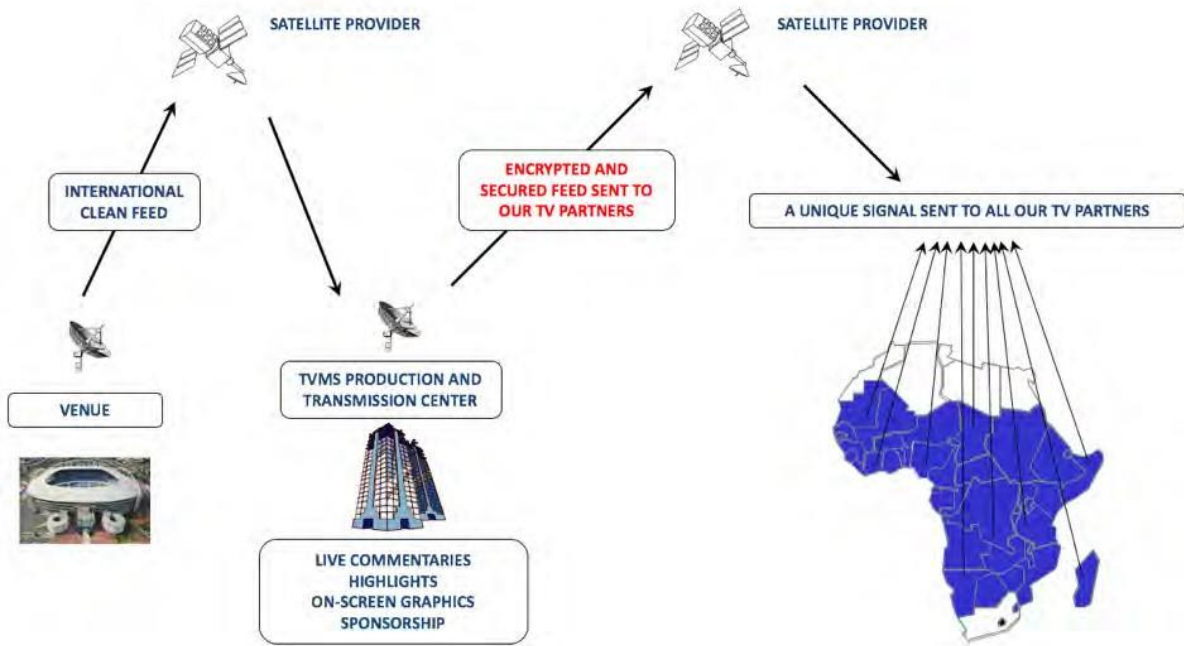 SATELLITE PROVIDER
SATELLITE PROVIDER
INTERNATIONAL
CLEAN FEED
ENCRYPTED AND
SECURED FEED SENT TO
OUR TV PARTNERS
A UNIQUE SIGNAL SENT TO ALL OUR TV PARTNERS
VENUE
TVMS PRODUCTION AND
TRANSMISSION CENTER
LIVE COMMENTARIES
HIGHLIGHTS
ON-SCREEN GRAPHICS
SPONSORSHIP